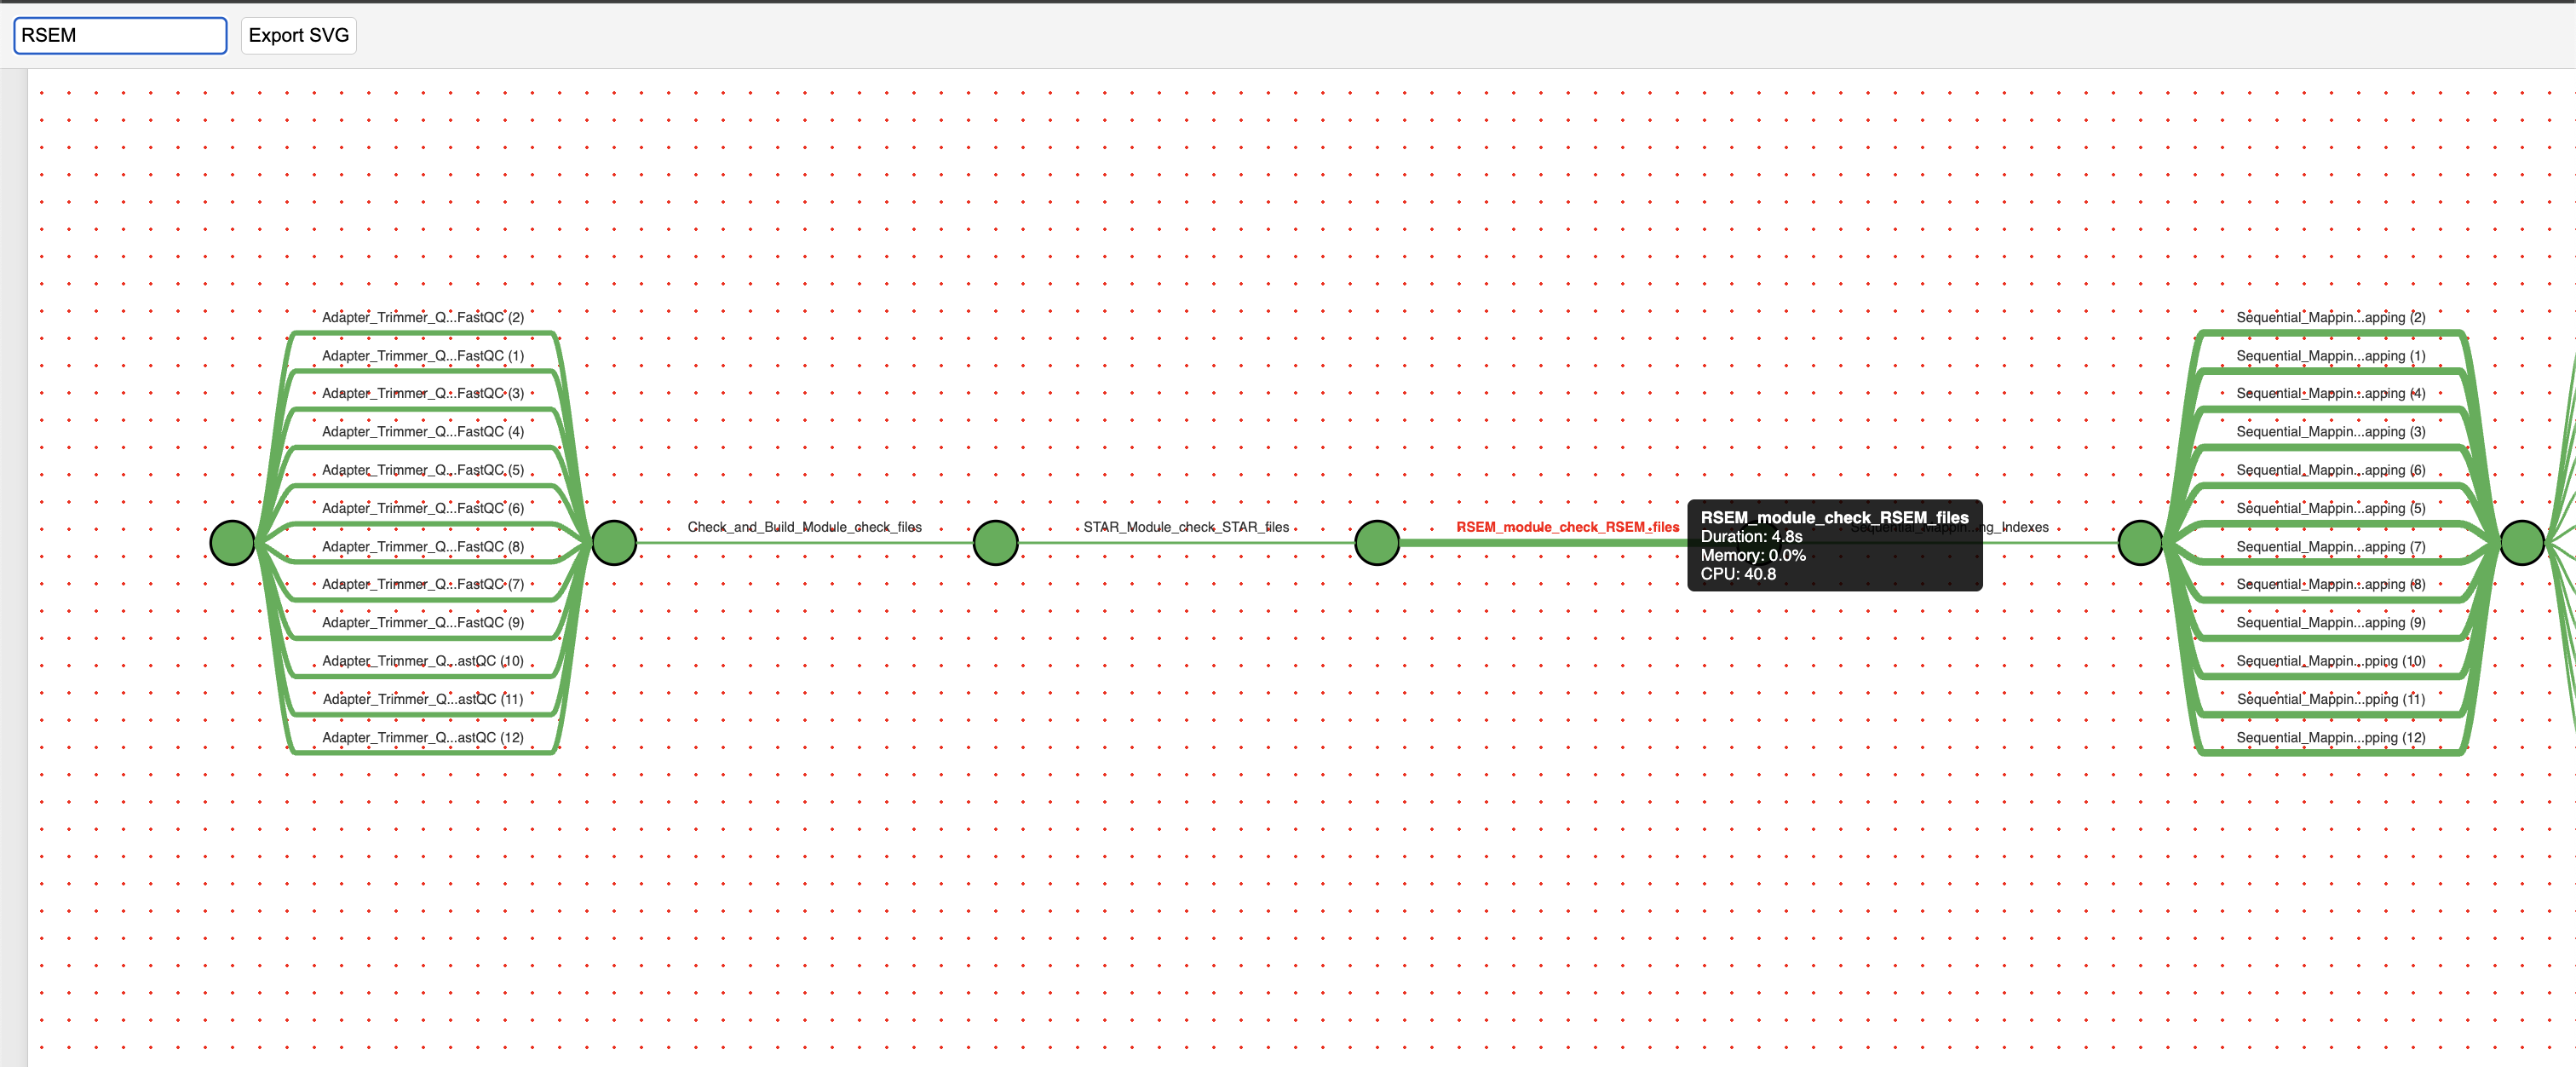 RSEM
Export SVG
Adapter_Trimmer_Q...FastQC (2)
Adapter_Trimmer_Q...FastQC (1)
Adapter_Trimmer_Q...FastQC (3)
Adapter_Trimmer_Q...FastQC (4)
Adapter_Trimmer_Q...FastQC (5)
Adapter_Trimmer_Q...FastQC (6)
Adapter_Trimmer_Q...FastQC (8)
Adapter_Trimmer_Q...FastQC (7)
Adapter_Trimmer_Q...FastQC (9)
Adapter_Trimmer_Q...astQC (10)
Adapter_Trimmer_Q...astQC (11)
Adapter_Trimmer_Q...astQC (12)
Check_and_Build_Module_check_files
STAR_Module_check_STAR_files
RSEM_module_check_RSEM_files
RSEM_module_check_RSEM_files
Duration: 4.8s
Memory: 0.0%
CPU: 40.8
Sequential_Mappin...ng_Indexes
Sequential_Mappin...apping (2)
Sequential_Mappin...apping (1)
Sequential_Mappin...apping (4)
Sequential_Mappin...apping (3)
Sequential_Mappin...apping (6)
Sequential_Mappin...apping (5)
Sequential_Mappin...apping (7)
Sequential_Mappin...apping (8)
Sequential_Mappin...apping (9)
Sequential_Mappin...pping (10)
Sequential_Mappin...pping (11)
Sequential_Mappin...pping (12)